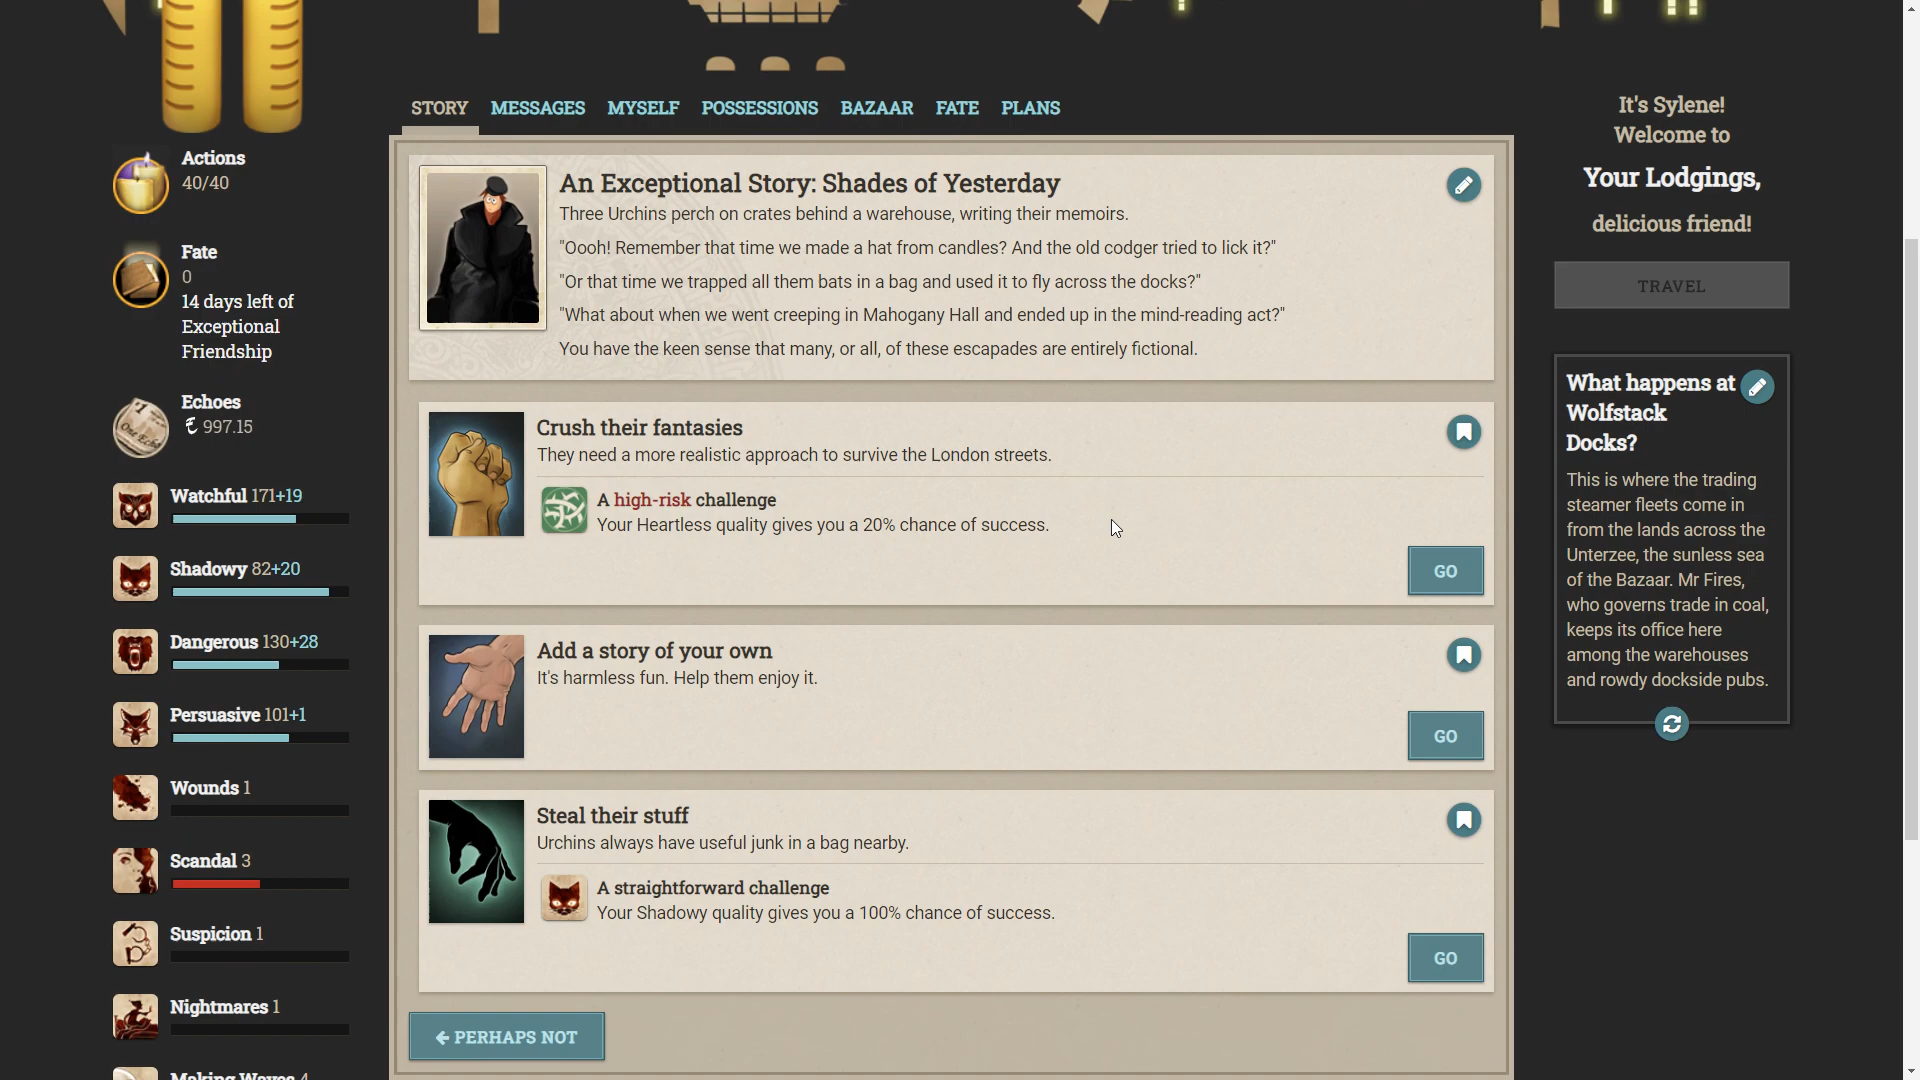 STORY MESSAGES MYSELF POSSESSIONS BAZAAR FATE PLANS
Actions
40/40
Fate
0
14 days left of
Exceptional
Friendship
Echoes
997.15
Watchful 171+19
Shadowy 82+20
Dangerous 130+28
Persuasive 101+1
Wounds 1
Scandal 3
Suspicion 1
Nightmares 1
Making Waves 4
An Exceptional Story: Shades of Yesterday
Three Urchins perch on crates behind a warehouse, writing their memoirs.
"Oooh! Remember that time we made a hat from candles? And the old codger tried to lick it?"
"Or that time we trapped all them bats in a bag and used it to fly across the docks?"
"What about when we went creeping in Mahogany Hall and ended up in the mind-reading act?"
You have the keen sense that many, or all, of these escapades are entirely fictional.
Crush their fantasies
They need a more realistic approach to survive the London streets.
A high-risk challenge
Your Heartless quality gives you a 20% chance of success.
GO
Add a story of your own
It's harmless fun. Help them enjoy it.
GO
Steal their stuff
Urchins always have useful junk in a bag nearby.
A straightforward challenge
Your Shadowy quality gives you a 100% chance of success.
GO
PERHAPS NOT
It's Sylene!
Welcome to
Your Lodgings,
delicious friend!
TRAVEL
What happens at
Wolfstack
Docks?
This is where the trading
steamer fleets come in
from the lands across the
Unterzee, the sunless sea
of the Bazaar. Mr Fires,
who governs trade in coal,
keeps its office here
among the warehouses
and rowdy dockside pubs.